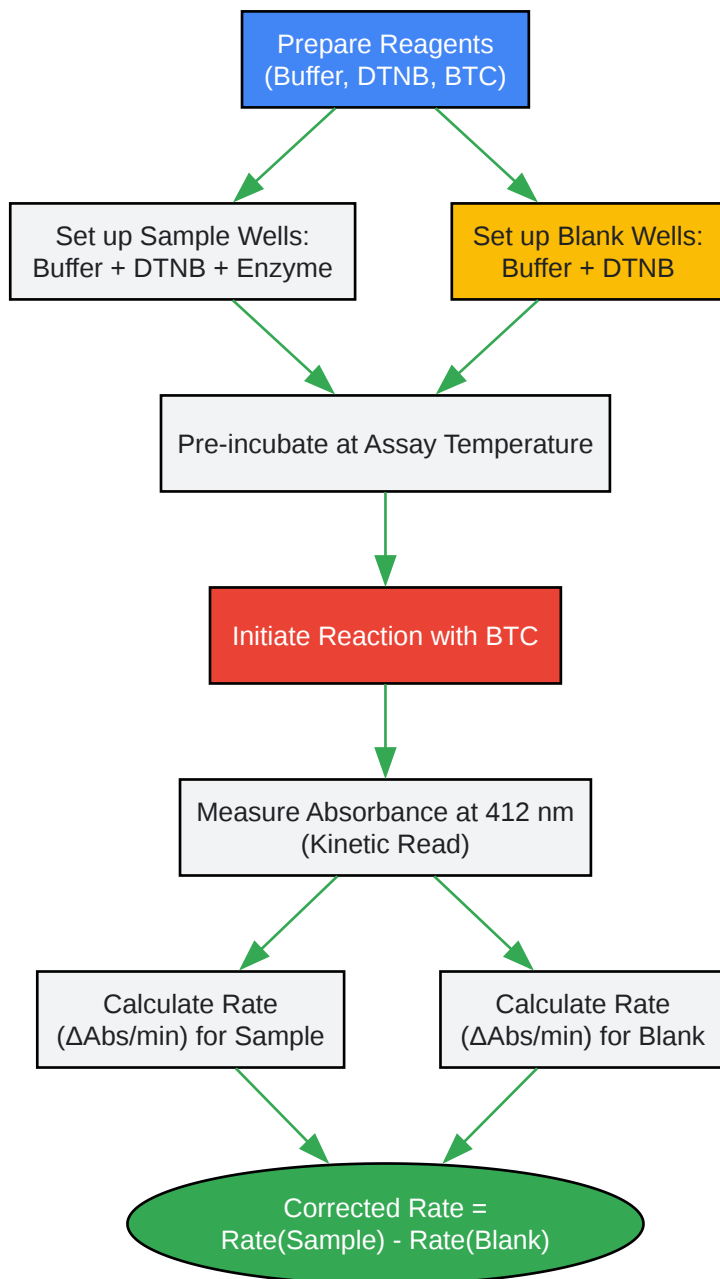 Prepare Reagents
(Buffer, DTNB, BTC)
Set up Sample Wells:
Buffer + DTNB + Enzyme
Set up Blank Wells:
Buffer + DTNB
Pre-incubate at Assay Temperature
Initiate Reaction with BTC
Measure Absorbance at 412 nm
(Kinetic Read)
Calculate Rate
(ΔAbs/min) for Sample
Calculate Rate
(ΔAbs/min) for Blank
Corrected Rate =
Rate(Sample) - Rate(Blank)